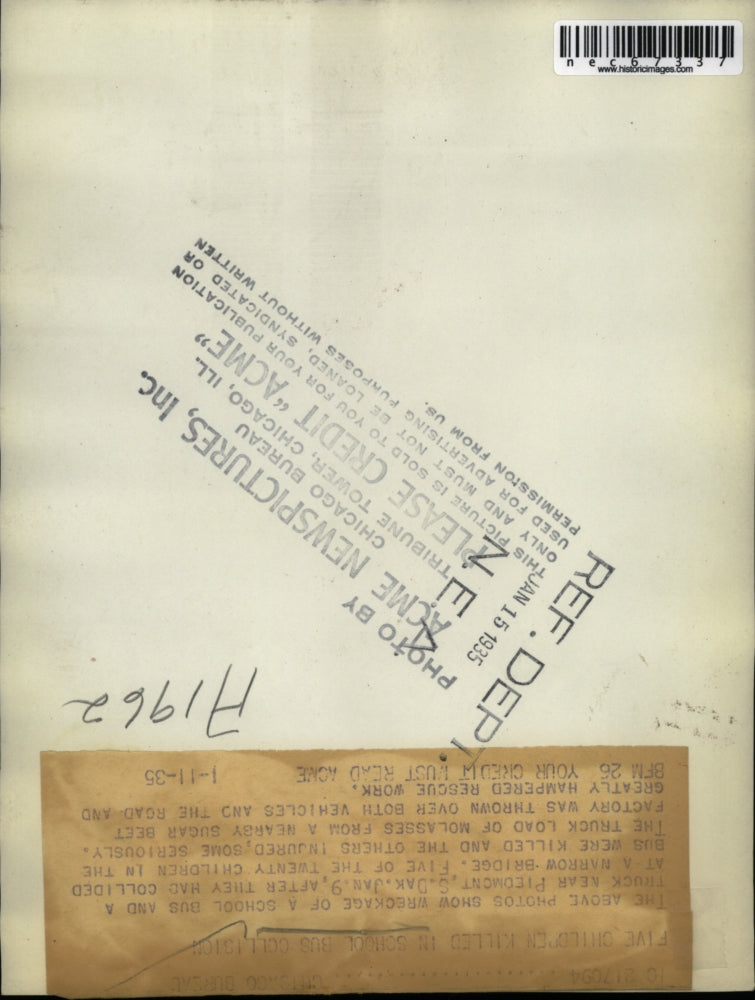 nec67337
www.historicimages.com
PHOTO BY
ACME NEWSPICTURES, Inc.
CHICAGO BUREAU
TRIBUNE TOWER, CHICAGO, ILL.
PLEASE CREDIT "ACME"
THIS PICTURE IS SOLD TO YOU FOR YOUR PUBLICATION
ONLY AND MUST NOT BE LOANED, SYNDICATED OR
USED FOR ADVERTISING PURPOSES WITHOUT WRITTEN
PERMISSION FROM US.
REF. DEPT.
JAN 15 1935
N. E. A.
A1962
IC 217094 CHICAGO BUREAU
FIVE CHILDREN KILLED IN SCHOOL BUS COLLISION
THE ABOVE PHOTOS SHOW WRECKAGE OF A SCHOOL BUS AND A
TRUCK NEAR PIEDMONT, S.DAK. JAN. 9, AFTER THEY HAD COLLIDED
AT A NARROW BRIDGE. FIVE OF THE TWENTY CHILDREN IN THE
BUS WERE KILLED AND THE OTHERS INJURED, SOME SERIOUSLY.
THE TRUCK LOAD OF MOLASSES FROM A NEARBY SUGAR BEET
FACTORY WAS THROWN OVER BOTH VEHICLES AND THE ROAD AND
GREATLY HAMPERED RESCUE WORK.
BFM 26 YOUR CREDIT MUST READ ACME 1-11-35